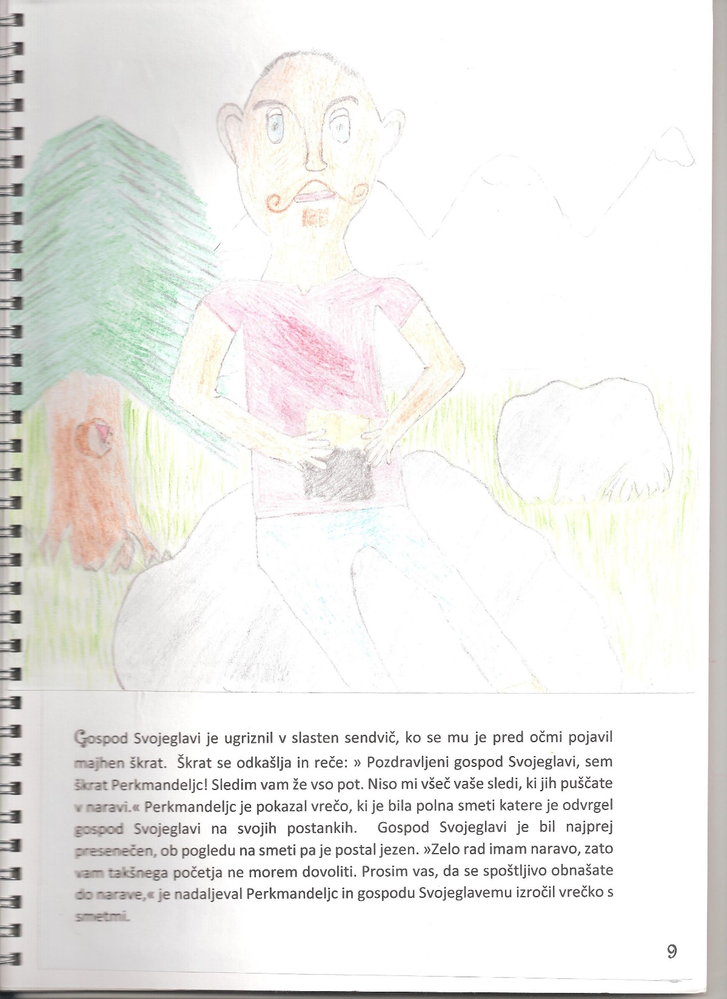 Gospod Svojeglavi je ugriznil v slasten sendvič, ko se mu je pred očmi pojavil
majhen škrat. Škrat se odkašlja in reče: » Pozdravljeni gospod Svojeglavi, sem
škrat Perkmandeljc! Sledim vam že vso pot. Niso mi všeč vaše sledi, ki jih puščate
v naravi.« Perkmandeljc je pokazal vrečo, ki je bila polna smeti katere je odvrgel
gospod Svojeglavi na svojih postankih. Gospod Svojeglavi je bil najprej
presenečen, ob pogledu na smeti pa je postal jezen. »Zelo rad imam naravo, zato
vam takšnega početja ne morem dovoliti. Prosim vas, da se spoštljivo obnašate
do narave,« je nadaljeval Perkmandeljc in gospodu Svojeglavemu izročil vrečko s
smetmi.
9